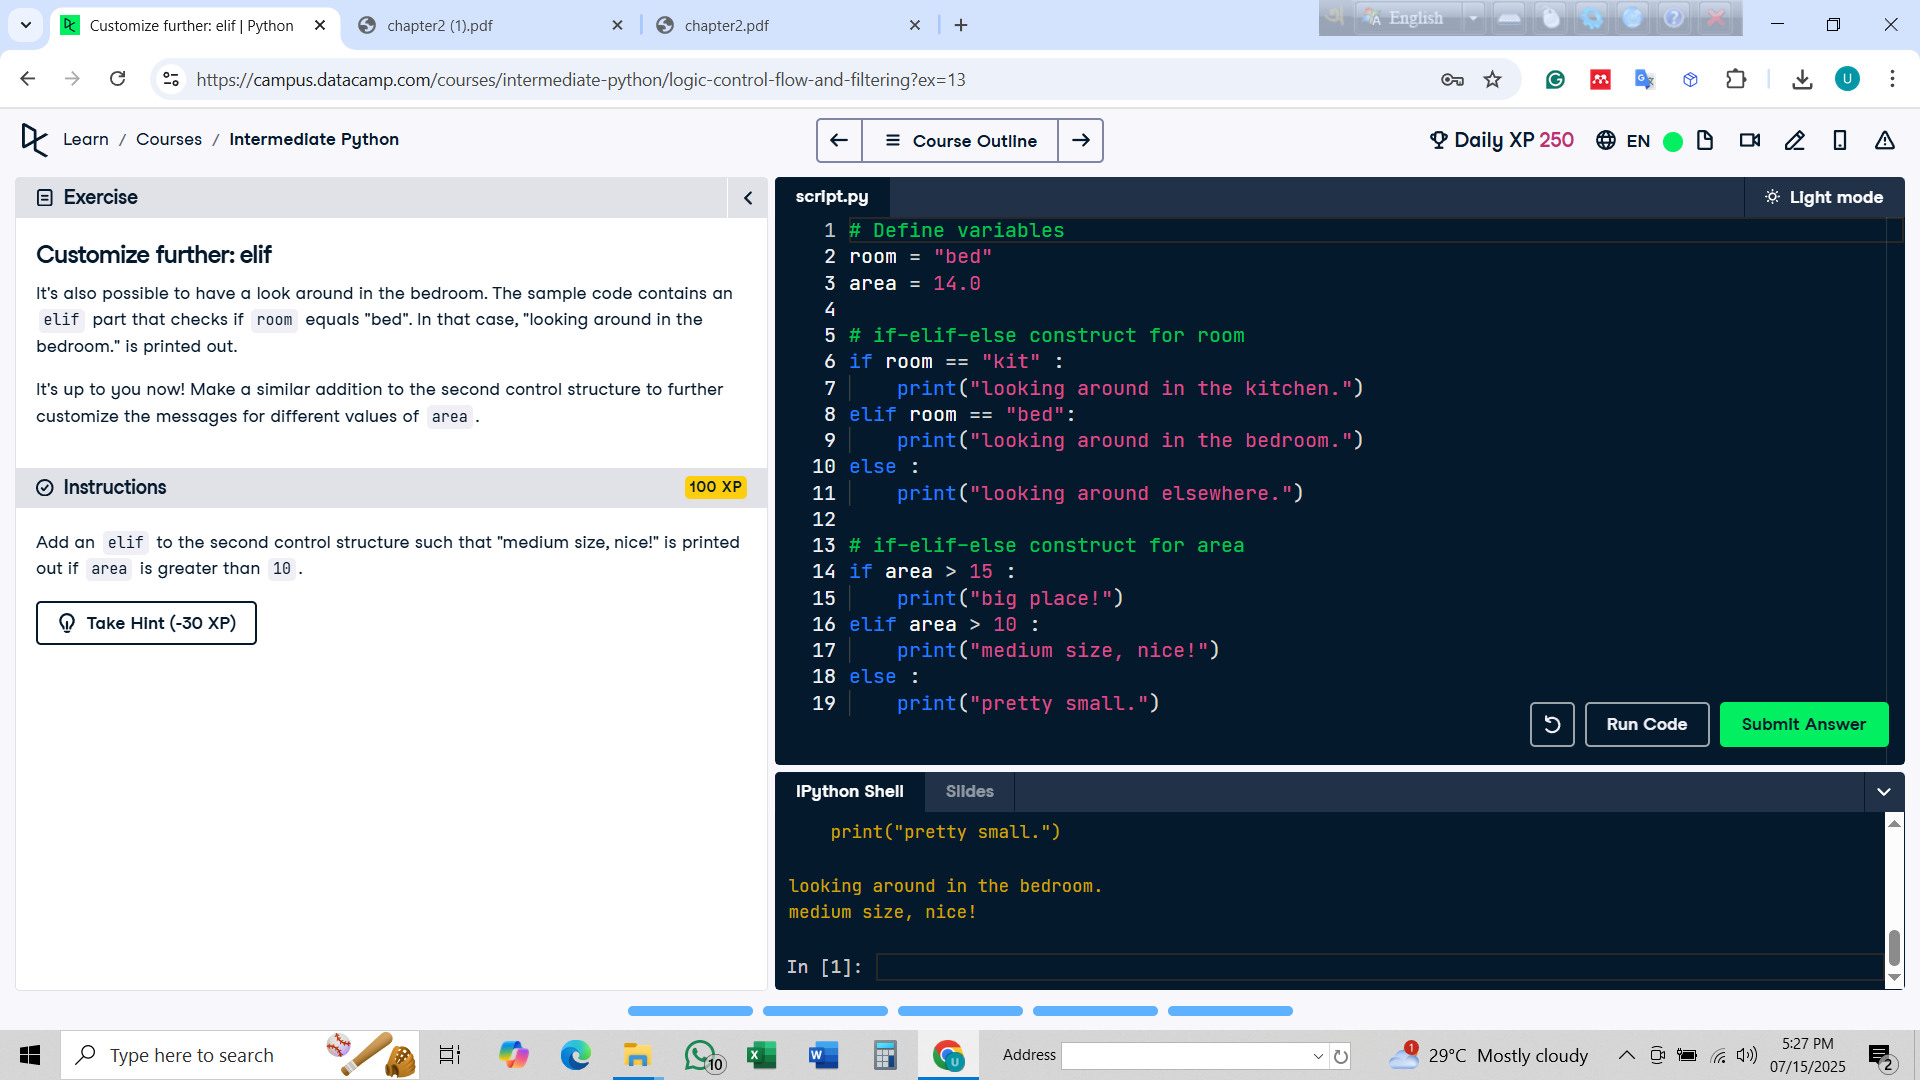 Customize further: elif | Python
chapter2 (1).pdf
chapter2.pdf
English
https://campus.datacamp.com/courses/intermediate-python/logic-control-flow-and-filtering?ex=13
U
Learn / Courses / Intermediate Python
Course Outline
Daily XP 250
EN
Exercise
Customize further: elif
It's also possible to have a look around in the bedroom. The sample code contains an
elif part that checks if room equals "bed". In that case, "looking around in the
bedroom." is printed out.
It's up to you now! Make a similar addition to the second control structure to further
customize the messages for different values of area .
Instructions
100 XP
Add an elif to the second control structure such that "medium size, nice!" is printed
out if area is greater than 10 .
Take Hint (-30 XP)
script.py
Light mode
1 # Define variables
2 room = "bed"
3 area = 14.0
4
5 # if-elif-else construct for room
6 if room == "kit" :
7     print("looking around in the kitchen.")
8 elif room == "bed":
9     print("looking around in the bedroom.")
10 else :
11     print("looking around elsewhere.")
12
13 # if-elif-else construct for area
14 if area > 15 :
15     print("big place!")
16 elif area > 10 :
17     print("medium size, nice!")
18 else :
19     print("pretty small.")
Run Code
Submit Answer
IPython Shell
Slides
print("pretty small.")
looking around in the bedroom.
medium size, nice!
In [1]:
Type here to search
10
Address
1
29°C Mostly cloudy
5:27 PM
07/15/2025
2